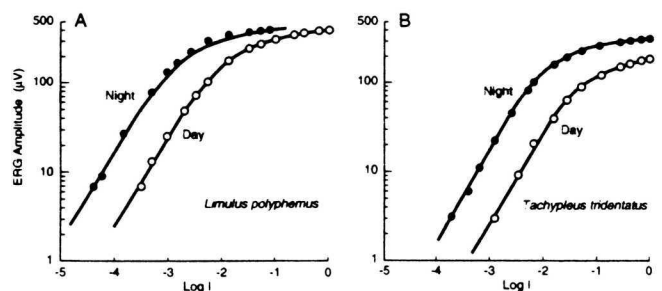 A
500
100
10
1
ERG Amplitude (µV)
Night
Day
Limulus polyphemus
-5 -4 -3 -2 -1 0
Log I
B
500
100
10
1
Night
Day
Tachypleus tridentatus
-5 -4 -3 -2 -1 0
Log I